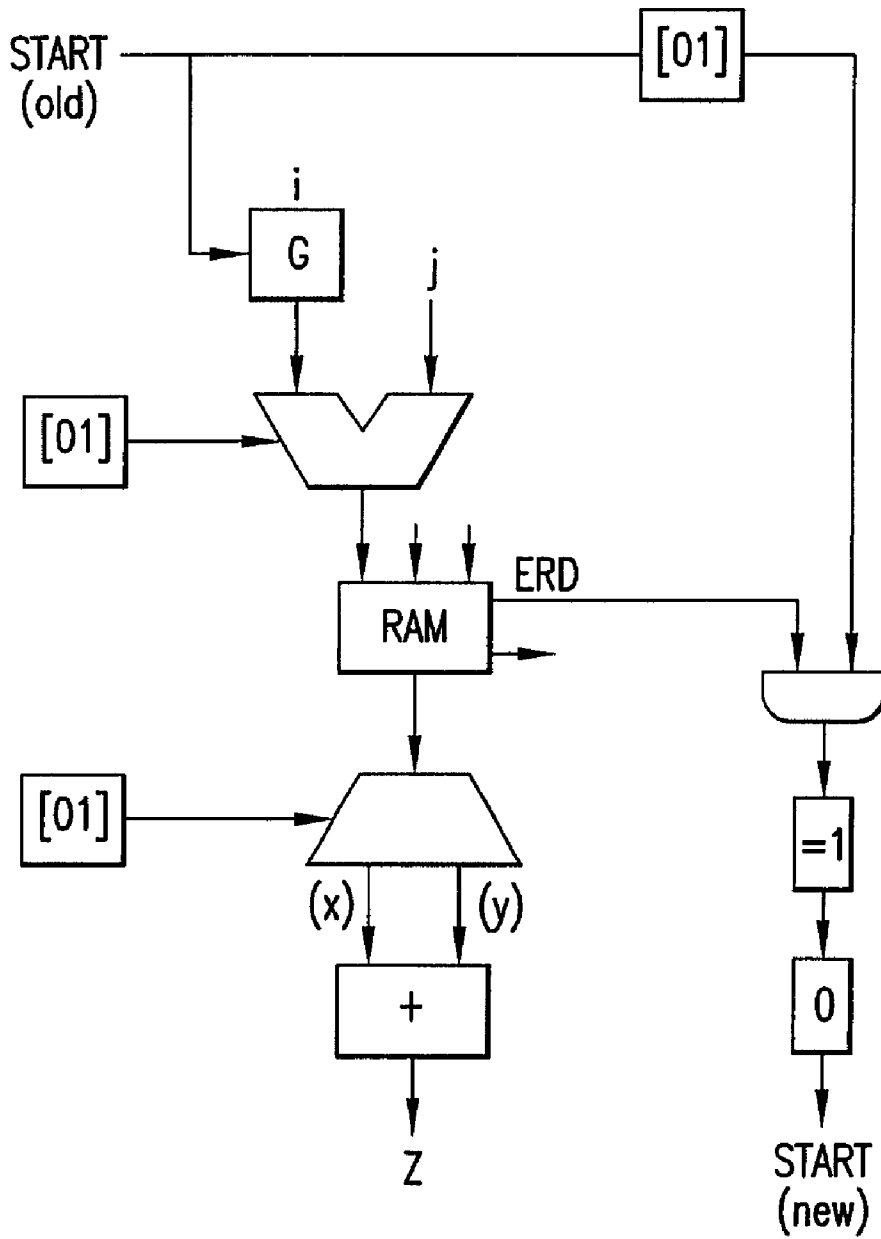 START
(old)
[01]
i
G
j
[01]
ERD
RAM
[01]
=1
(x)
(y)
+
0
Z
START
(new)